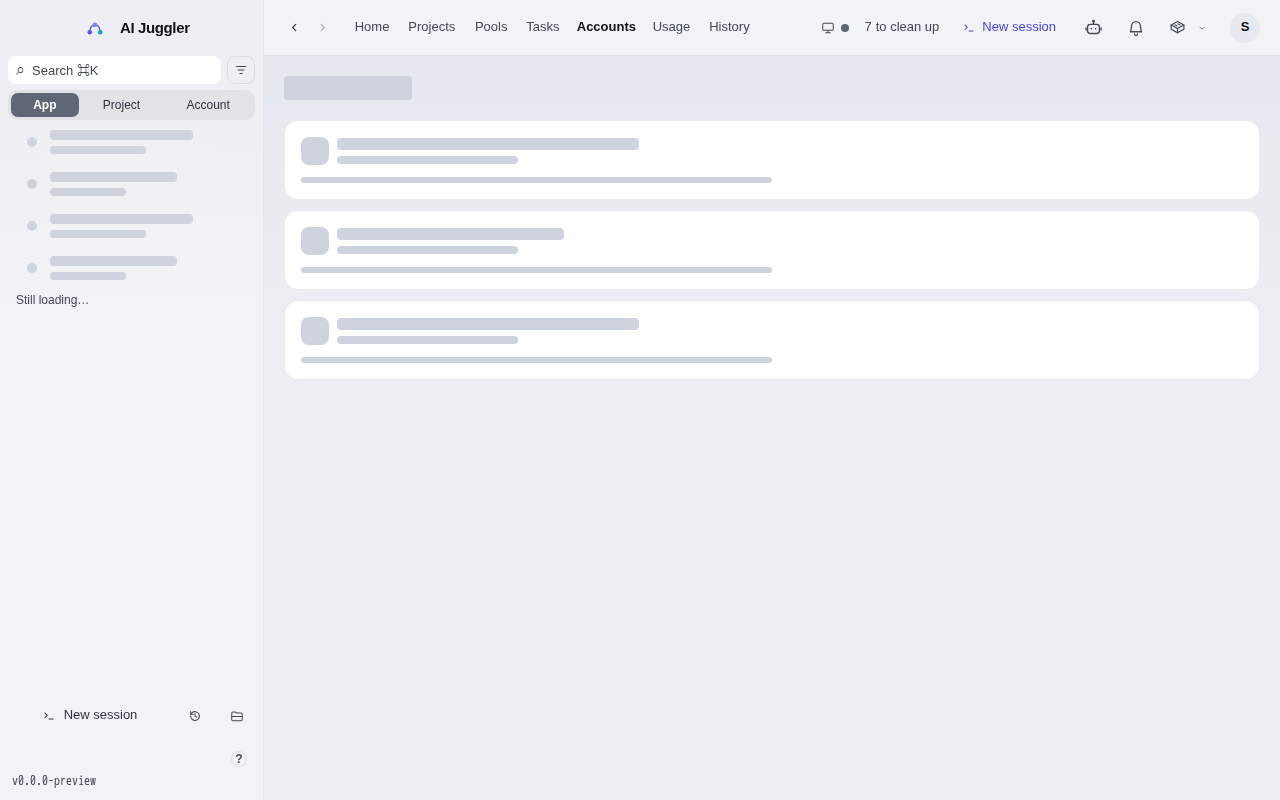 AI Juggler
Search ⌘K
App Project Account
Still loading…
New session
?
v0.0.0-preview
Home Projects Pools Tasks Accounts Usage History
7 to clean up
New session
S